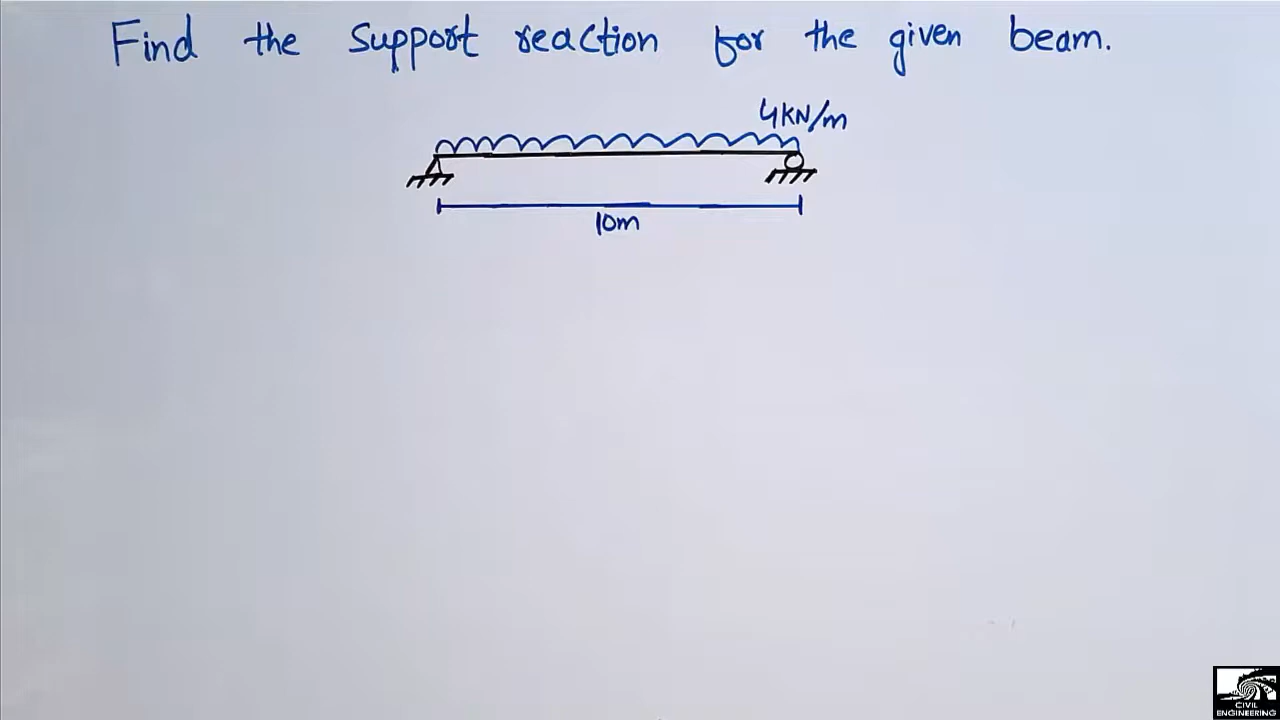 Find the support reaction for the given beam.
4KN/m
10m
CIVIL
ENGINEERING